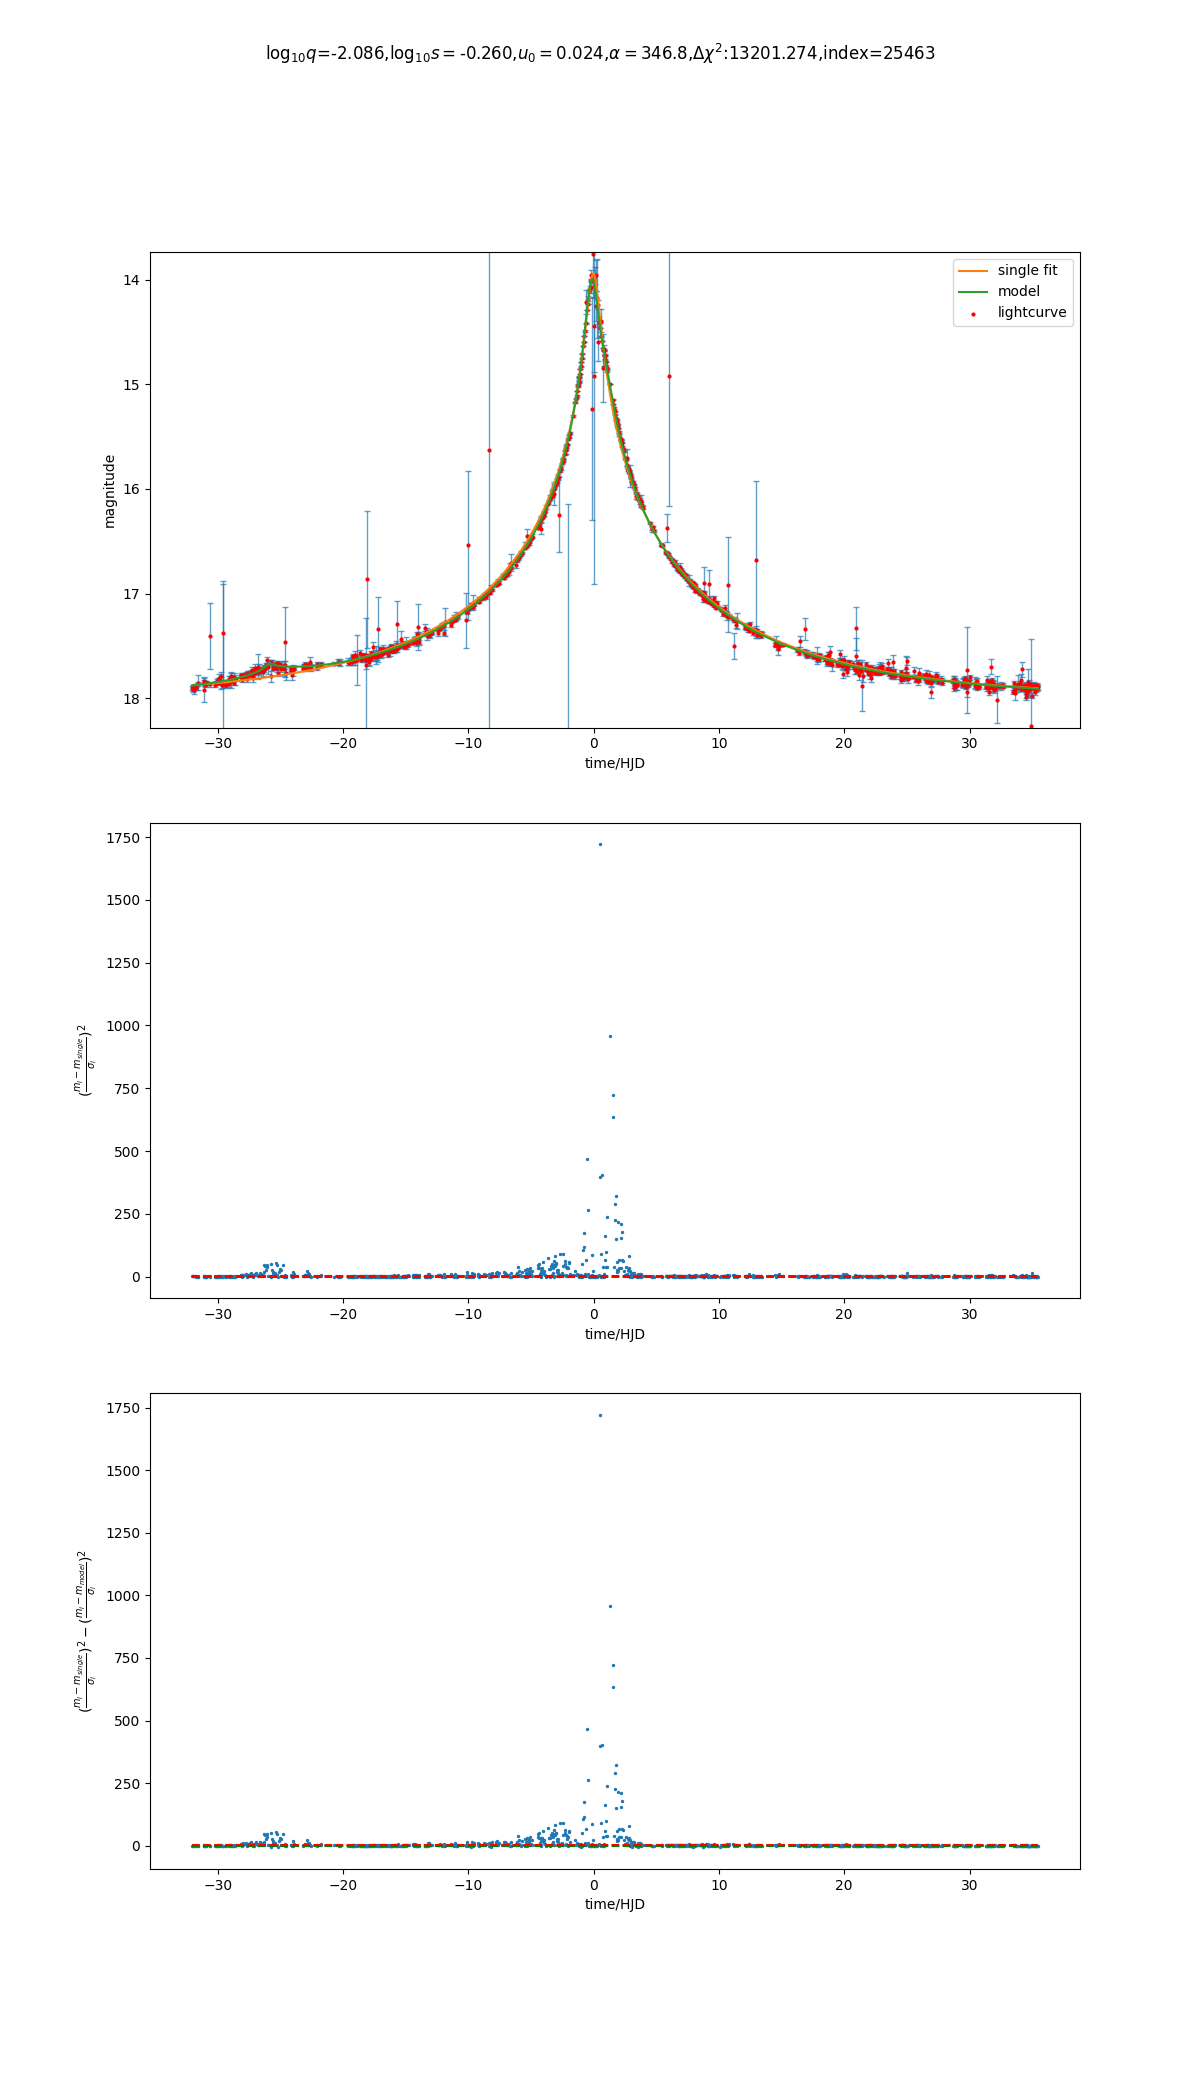 log₁₀q=-2.086,log₁₀s = -0.260,u₀ = 0.024,α = 346.8,Δχ²:13201.274,index=25463
single fit
model
lightcurve
magnitude
14
15
16
17
18
−30 −20 −10 0 10 20 30
time/HJD
((mᵢ − m_single)/σᵢ)²
1750
1500
1250
1000
750
500
250
0
−30 −20 −10 0 10 20 30
time/HJD
((mᵢ − m_single)/σᵢ)² − ((mᵢ − m_model)/σᵢ)²
1750
1500
1250
1000
750
500
250
0
−30 −20 −10 0 10 20 30
time/HJD